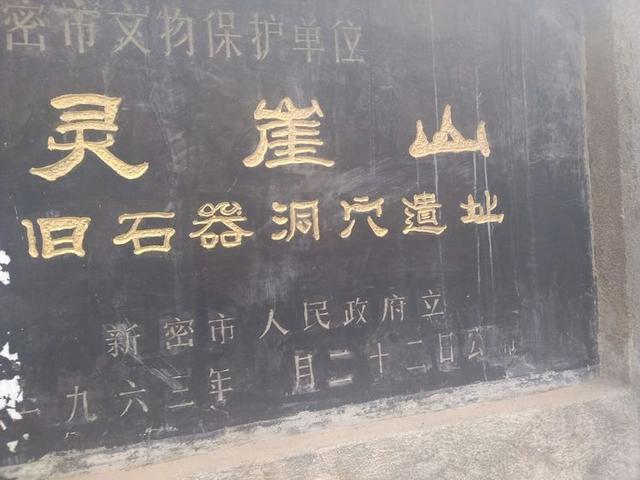 密市文物保护单位
灵崖山
旧石器洞穴遗址
新密市人民政府立
一九六三年 月二十二日公